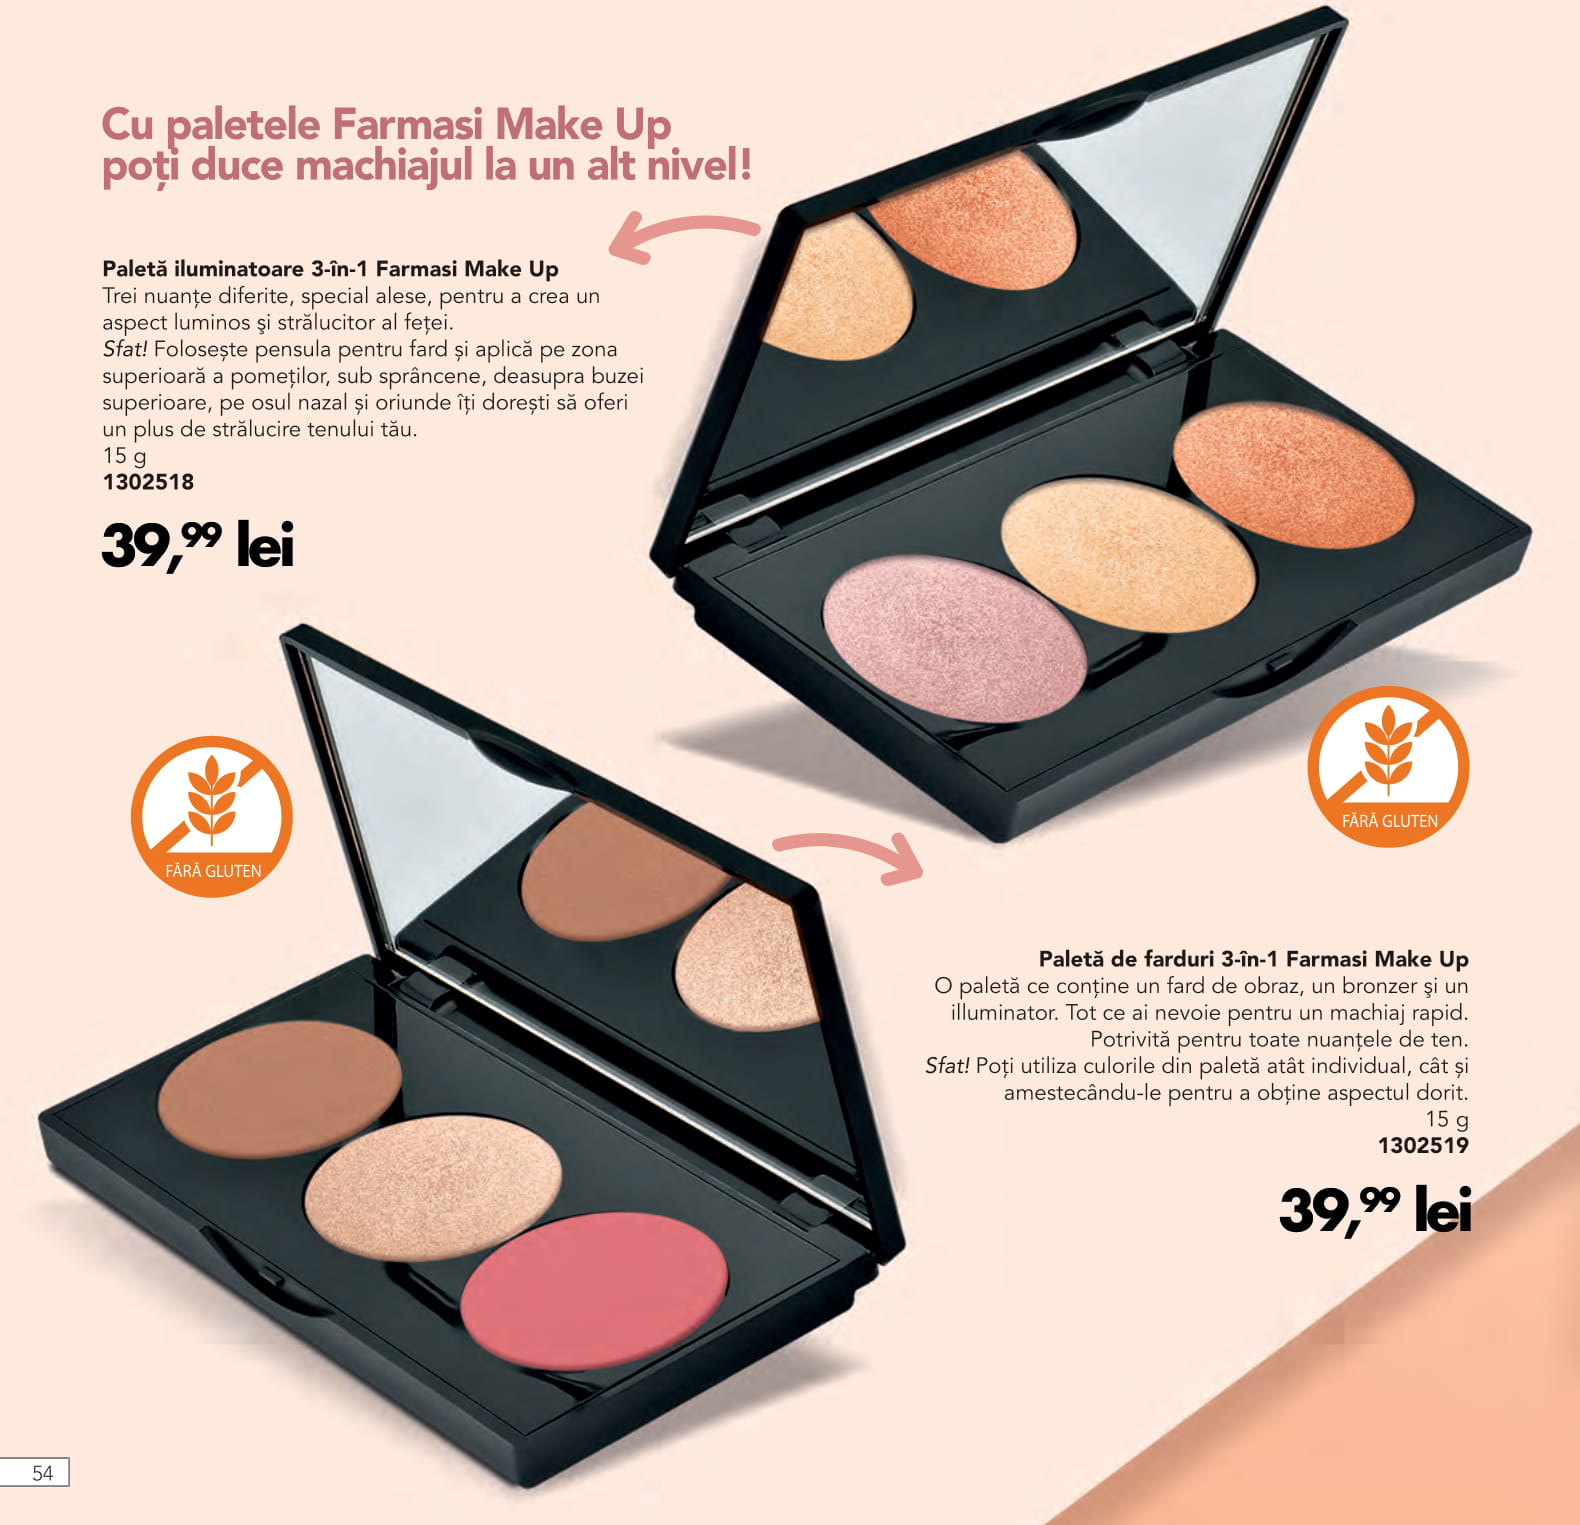 Cu paletele Farmasi Make Up
poți duce machiajul la un alt nivel!
Paletă iluminatoare 3-în-1 Farmasi Make Up
Trei nuanțe diferite, special alese, pentru a crea un
aspect luminos şi strălucitor al feței.
Sfat! Folosește pensula pentru fard și aplică pe zona
superioară a pomeților, sub sprâncene, deasupra buzei
superioare, pe osul nazal și oriunde îți dorești să oferi
un plus de strălucire tenului tău.
15 g
1302518
39,99 lei
FĂRĂ GLUTEN
FĂRĂ GLUTEN
Paletă de farduri 3-în-1 Farmasi Make Up
O paletă ce conține un fard de obraz, un bronzer şi un
illuminator. Tot ce ai nevoie pentru un machiaj rapid.
Potrivită pentru toate nuanțele de ten.
Sfat! Poți utiliza culorile din paletă atât individual, cât și
amestecându-le pentru a obține aspectul dorit.
15 g
1302519
39,99 lei
54